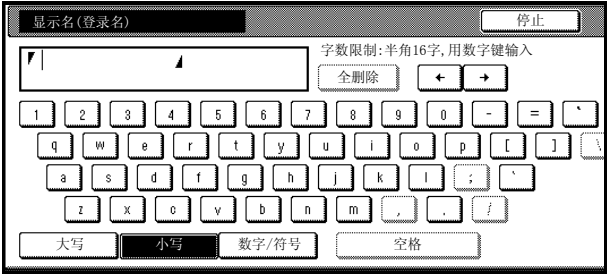 显示名(登录名)
停止
字数限制:半角16字,用数字键输入
全删除 ← →
1 2 3 4 5 6 7 8 9 0 - = `
q w e r t y u i o p [ ] \
a s d f g h j k l ; `
z x c v b n m , . /
大写 小写 数字/符号 空格